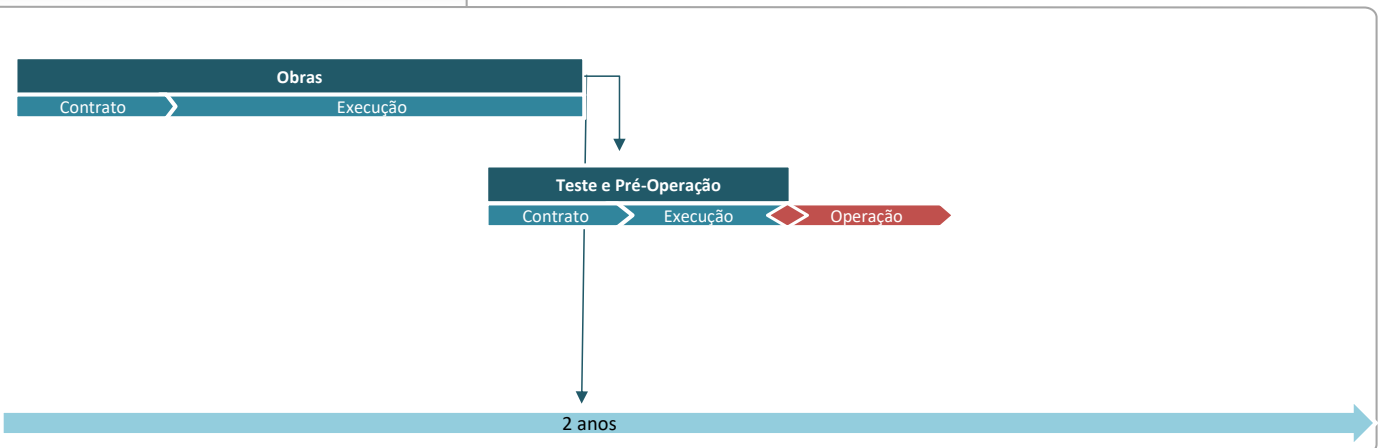 Obras
Contrato Execução
Teste e Pré-Operação
Contrato Execução Operação
2 anos